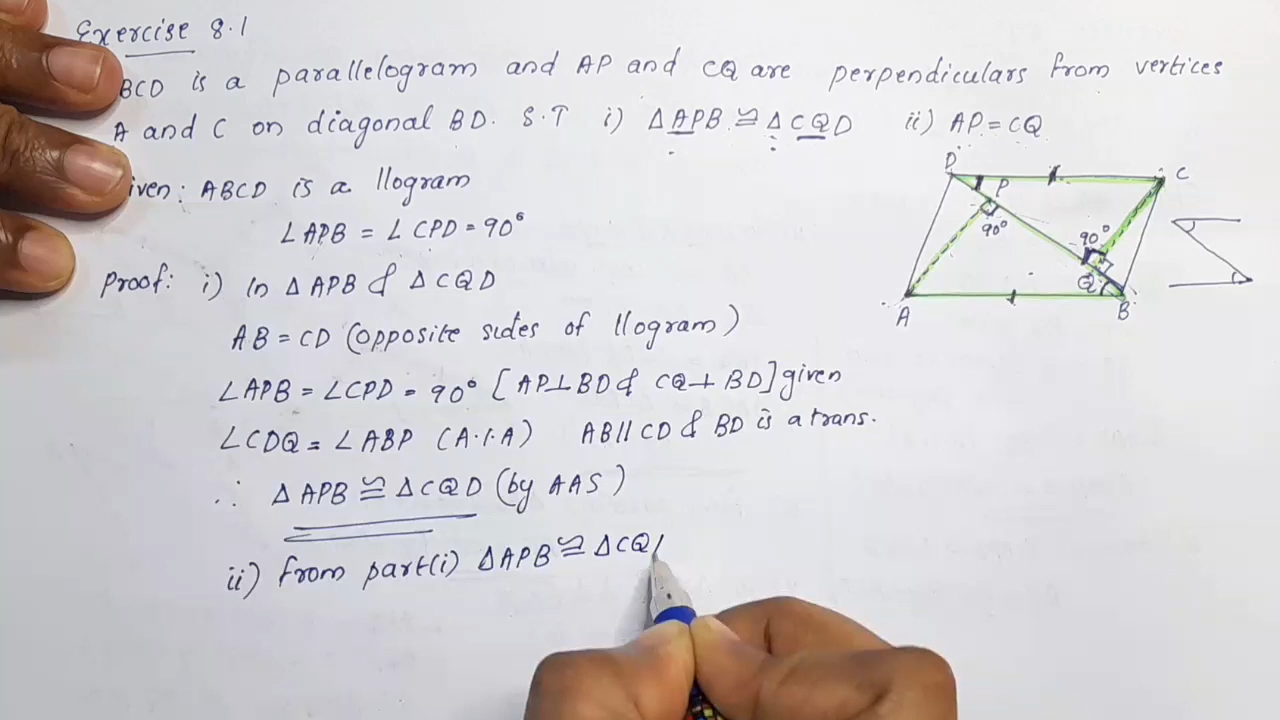 Exercise 8.1
BCD is a parallelogram and AP and CQ are perpendiculars from vertices
A and C on diagonal BD. S.T i) ΔAPB ≅ ΔCQD ii) AP = CQ
iven: ABCD is a llogram
∠APB = ∠CPD = 90°
Proof: i) In ΔAPB & ΔCQD
AB = CD (opposite sides of llogram)
∠APB = ∠CPD = 90° [AP⊥BD & CQ⊥BD] given
∠CDQ = ∠ABP (A.I.A) AB∥CD & BD is a trans.
∴ ΔAPB ≅ ΔCQD (by AAS)
ii) from part(i) ΔAPB ≅ ΔCQ
D
C
P
90°
90°
Q
A
B